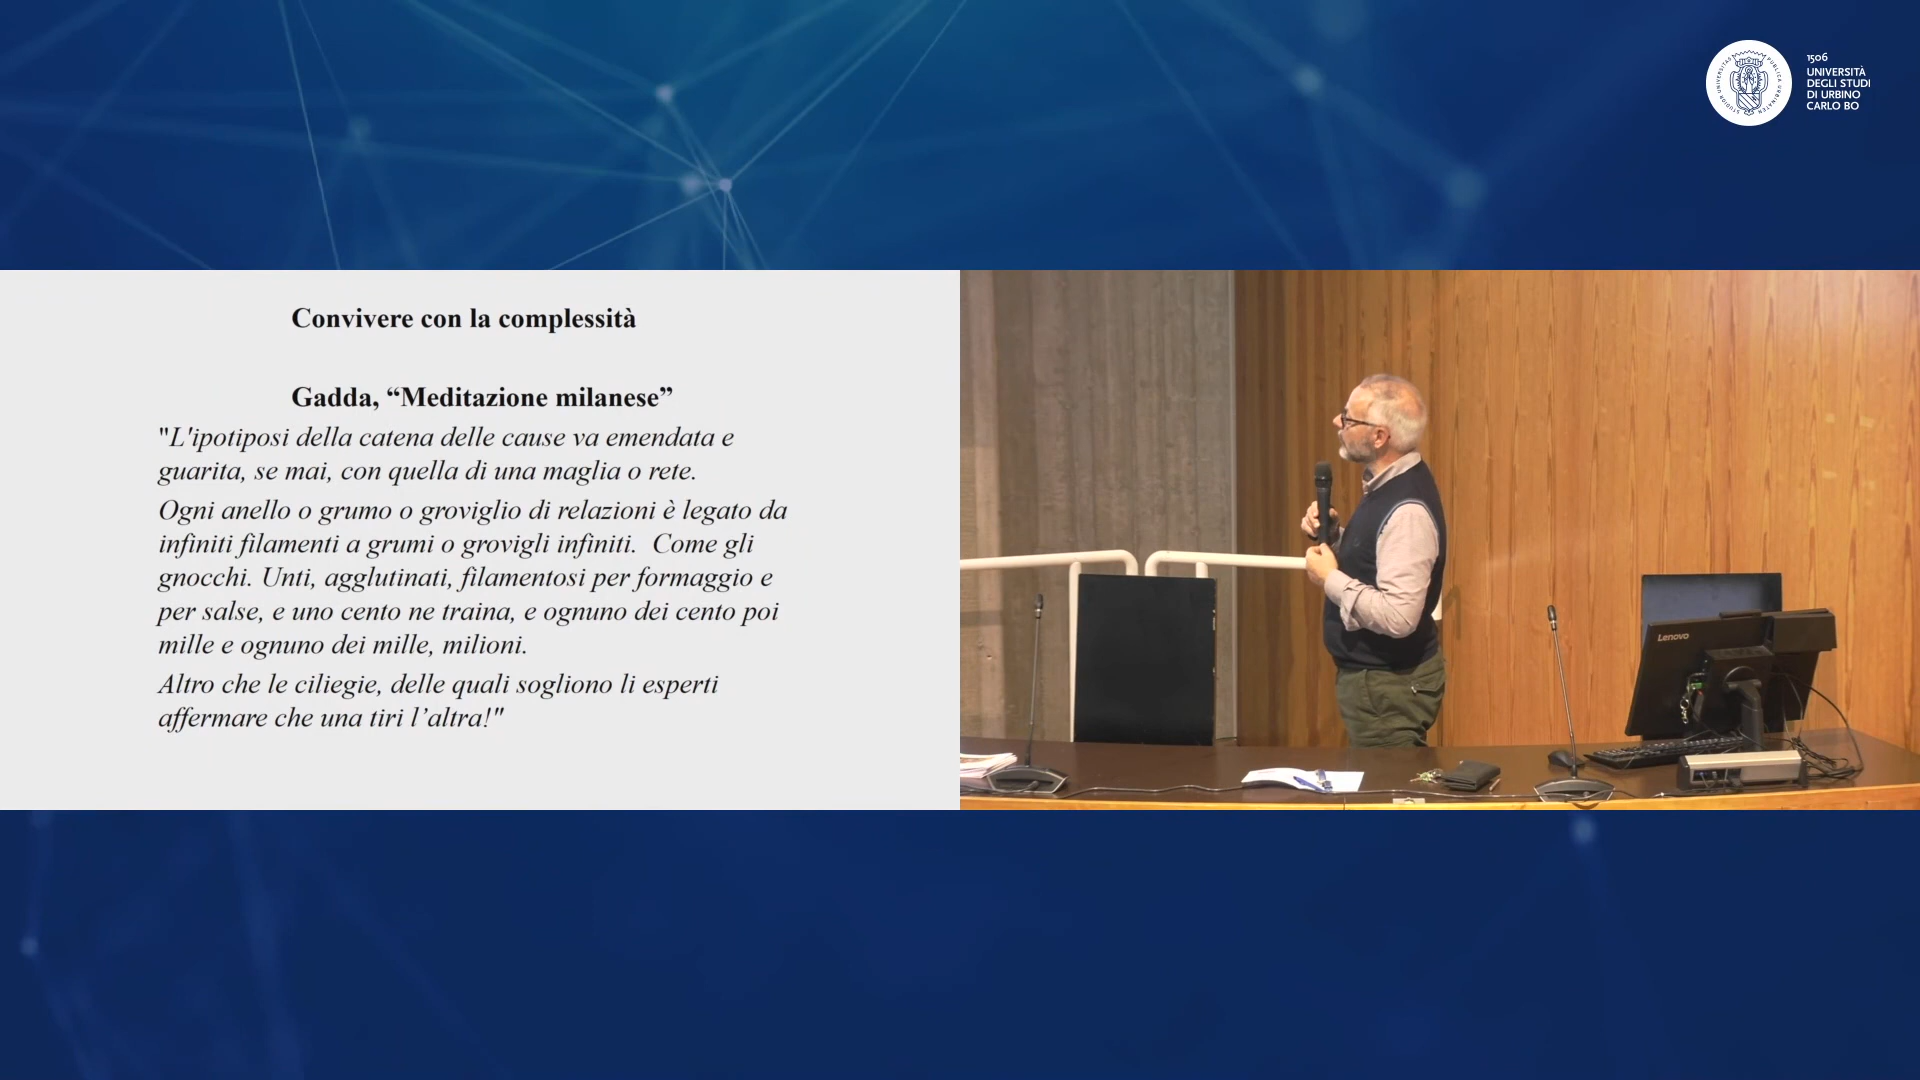 1506
UNIVERSITÀ
DEGLI STUDI
DI URBINO
CARLO BO
Convivere con la complessità
Gadda, “Meditazione milanese”
"L'ipotiposi della catena delle cause va emendata e
guarita, se mai, con quella di una maglia o rete.
Ogni anello o grumo o groviglio di relazioni è legato da
infiniti filamenti a grumi o grovigli infiniti.  Come gli
gnocchi. Unti, agglutinati, filamentosi per formaggio e
per salse, e uno cento ne traina, e ognuno dei cento poi
mille e ognuno dei mille, milioni.
Altro che le ciliegie, delle quali sogliono li esperti
affermare che una tiri l’altra!"
Lenovo